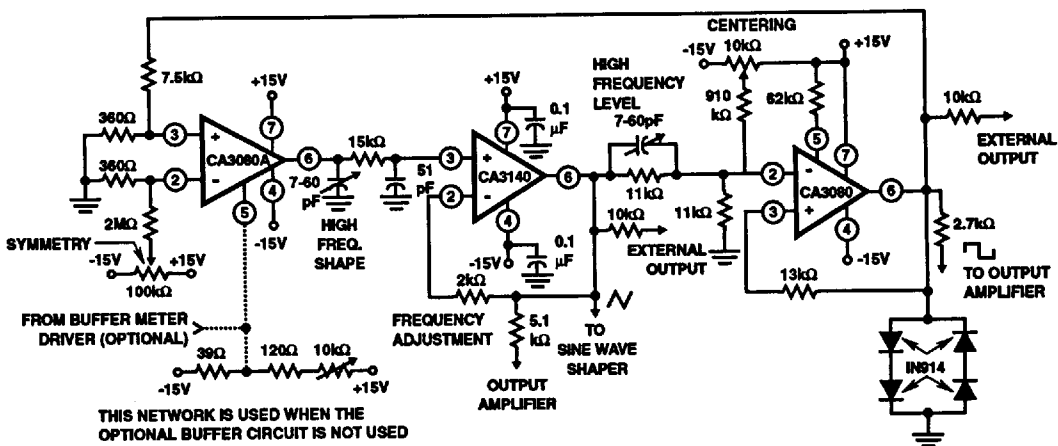 CENTERING
-15V
10kΩ
+15V
7.5kΩ
+15V
HIGH
FREQUENCY
LEVEL
7-60pF
0.1
µF
910
kΩ
62kΩ
10kΩ
EXTERNAL
OUTPUT
360Ω
3
+
CA3080A
7
6
15kΩ
3
+
CA3140
7
6
5
7
360Ω
2
-
4
5
7-60
pF
51
pF
2
-
4
11kΩ
2
-
CA3080
6
3
+
4
2MΩ
-15V
HIGH
FREQ.
SHAPE
10kΩ
11kΩ
EXTERNAL
OUTPUT
-15V
2.7kΩ
SYMMETRY
-15V
+15V
100kΩ
-15V
0.1
µF
2kΩ
13kΩ
TO OUTPUT
AMPLIFIER
FROM BUFFER METER
DRIVER (OPTIONAL)
FREQUENCY
ADJUSTMENT
5.1
kΩ
TO
SINE WAVE
SHAPER
39Ω
120Ω
10kΩ
-15V
+15V
OUTPUT
AMPLIFIER
IN914
THIS NETWORK IS USED WHEN THE
OPTIONAL BUFFER CIRCUIT IS NOT USED